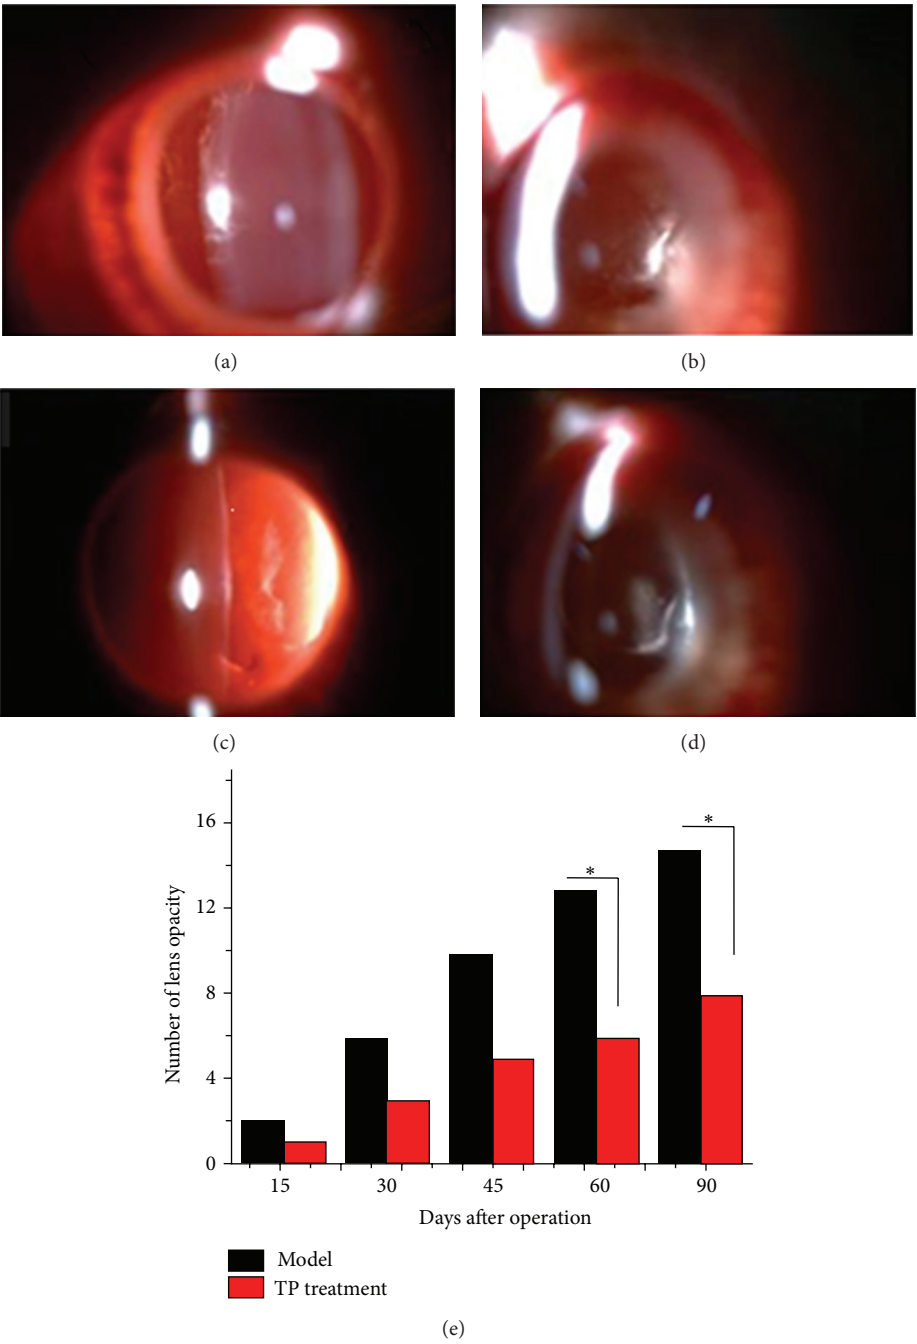 (a)
(b)
(c)
(d)
16
12
8
4
0
Number of lens opacity
*
*
15 30 45 60 90
Days after operation
Model
TP treatment
(e)